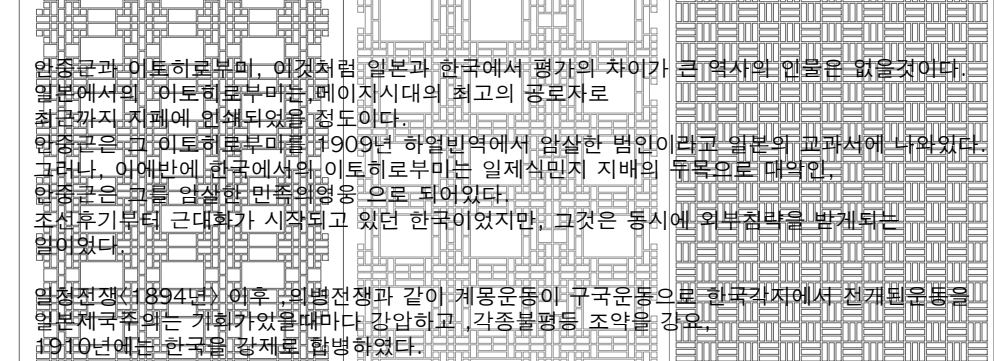 안중근과 이토히로부미, 이것처럼 일본과 한국에서 평가의 차이가 큰 역사의 인물은 없을것이다.
일본에서의 이토히로부미는,메이지시대의 최고의 공로자로
최근까지 지폐에 인쇄되었을 정도이다.
안중근은 그 이토히로부미를 1909년 하얼빈역에서 암살한 범인이라고 일본의 교과서에 나와있다.
그러나, 이에반에 한국에서의 이토히로부미는 일제식민지 지배의 두목으로 대악인,
안중근은 그를 암살한 민족의영웅 으로 되어있다.
조선후기부터 근대화가 시작되고 있던 한국이었지만, 그것은 동시에 외부침략을 받게되는
일이었다.
일청전쟁<1894년> 이후 ,의병전쟁과 같이 계몽운동이 구국운동으로 한국각지에서 전개된운동을
일본제국주의는 기회가있을때마다 강압하고 ,각종불평등 조약을 강요,
1910년에는 한국을 강제로 합병하였다.